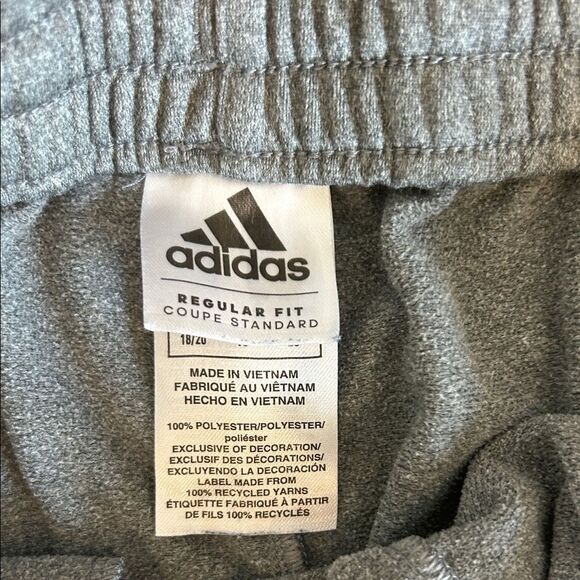 adidas
REGULAR FIT
COUPE STANDARD
18/20
MADE IN VIETNAM
FABRIQUÉ AU VIÊTNAM
HECHO EN VIETNAM
100% POLYESTER/POLYESTER/
poliéster
EXCLUSIVE OF DECORATION/
EXCLUSIF DES DÉCORATIONS/
EXCLUYENDO LA DECORACIÓN
LABEL MADE FROM
100% RECYCLED YARNS
ÉTIQUETTE FABRIQUÉ À PARTIR
DE FILS 100% RECYCLÉS